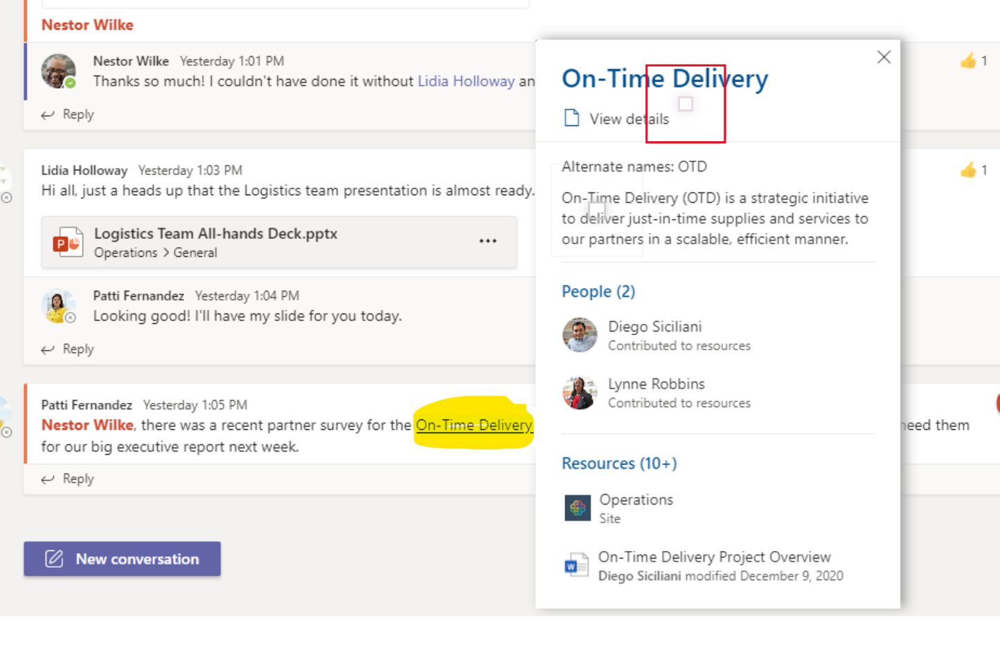 Nestor Wilke
Nestor Wilke Yesterday 1:01 PM
Thanks so much! I couldn't have done it without Lidia Holloway an
1
Reply
Lidia Holloway Yesterday 1:03 PM
Hi all, just a heads up that the Logistics team presentation is almost ready.
1
Logistics Team All-hands Deck.pptx
Operations > General
Patti Fernandez Yesterday 1:04 PM
Looking good! I'll have my slide for you today.
Reply
Patti Fernandez Yesterday 1:05 PM
Nestor Wilke, there was a recent partner survey for the On-Time Delivery
need them
for our big executive report next week.
Reply
New conversation
On-Time Delivery
View details
Alternate names: OTD
On-Time Delivery (OTD) is a strategic initiative
to deliver just-in-time supplies and services to
our partners in a scalable, efficient manner.
People (2)
Diego Siciliani
Contributed to resources
Lynne Robbins
Contributed to resources
Resources (10+)
Operations
Site
On-Time Delivery Project Overview
Diego Siciliani modified December 9, 2020